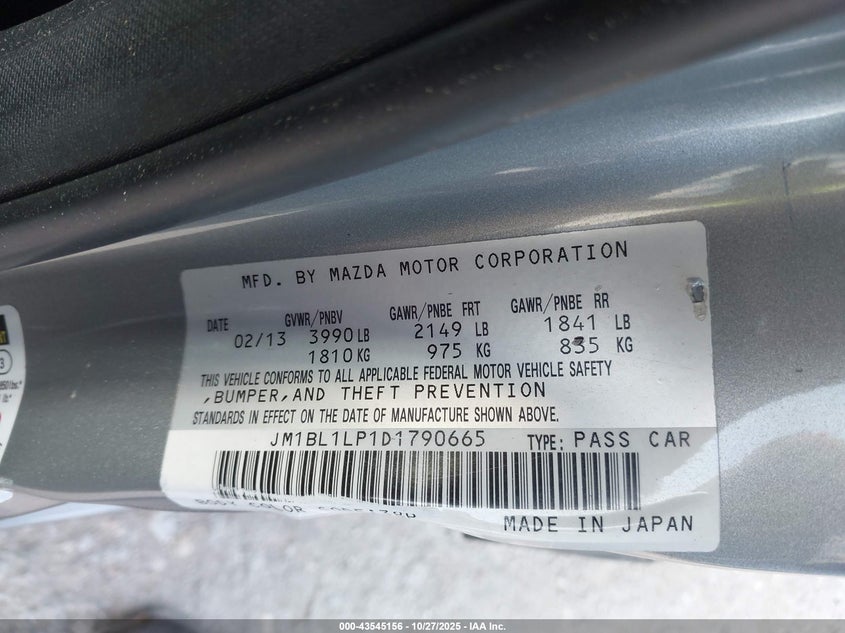 MFD. BY MAZDA MOTOR CORPORATION
DATE GVWR/PNBV GAWR/PNBE FRT GAWR/PNBE RR
02/13 3990 LB 2149 LB 1841 LB
1810 KG 975 KG 835 KG
THIS VEHICLE CONFORMS TO ALL APPLICABLE FEDERAL MOTOR VEHICLE SAFETY
,BUMPER,AND THEFT PREVENTION
STANDARDS IN EFFECT ON THE DATE OF MANUFACTURE SHOWN ABOVE.
JM1BL1LP1D1790665 TYPE: PASS CAR
BODY COLOR
MADE IN JAPAN
000-43545156 - 10/27/2025 - IAA Inc.